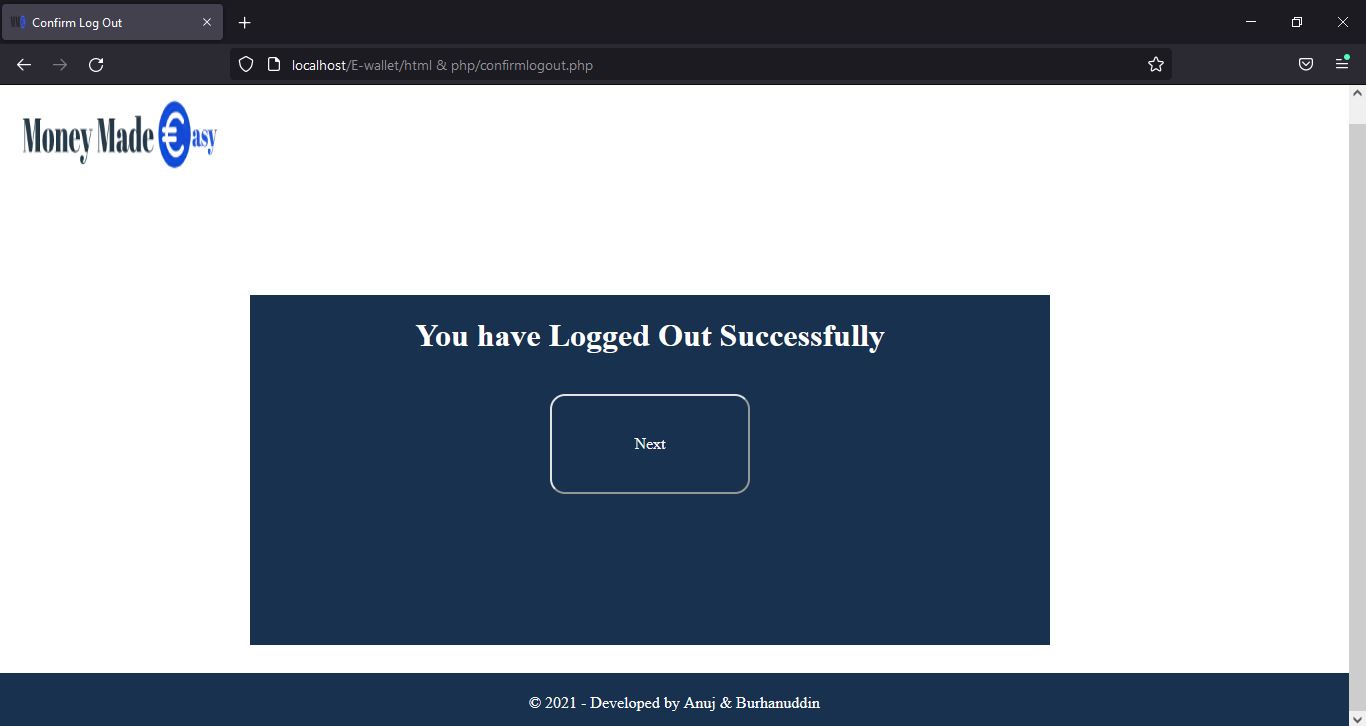 Confirm Log Out
localhost/E-wallet/html & php/confirmlogout.php
Money Made €asy
You have Logged Out Successfully
Next
© 2021 - Developed by Anuj & Burhanuddin